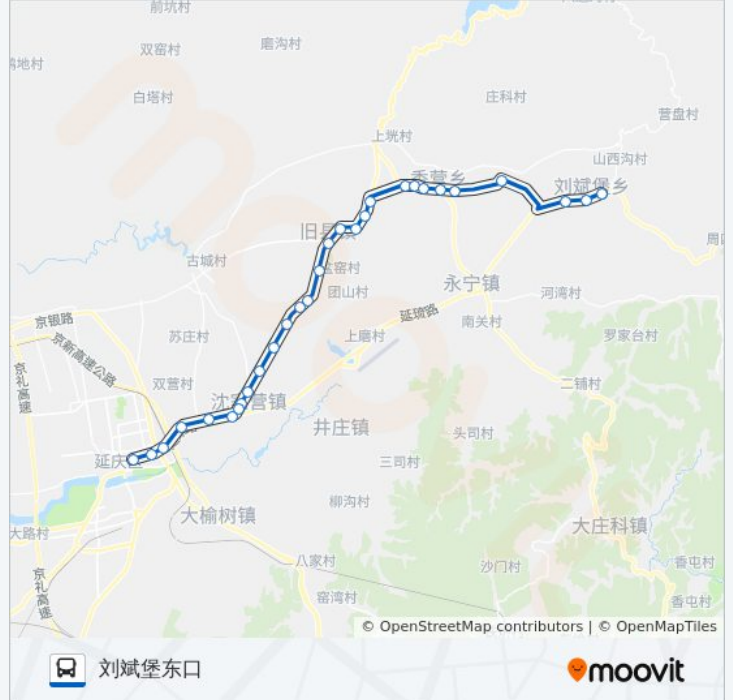 前坑村
双窑村
磨沟村
白塔村
庄科村
营盘村
上垙村
山西沟村
香营乡
刘斌堡乡
旧县镇
古城村
盆窑村
永宁镇
团山村
河湾村
延琉路
南关村
京银路
苏庄村
上磨村
罗家台村
京新高速公路
京礼高速
双营村
二铺村
沈家营镇
井庄镇
头司村
延庆区
三司村
柳沟村
大榆树镇
大庄科镇
大路村
八家村
沙门村
香屯村
京礼高速
窑湾村
香屯村
© OpenStreetMap contributors | © OpenMapTiles
刘斌堡东口
moovit